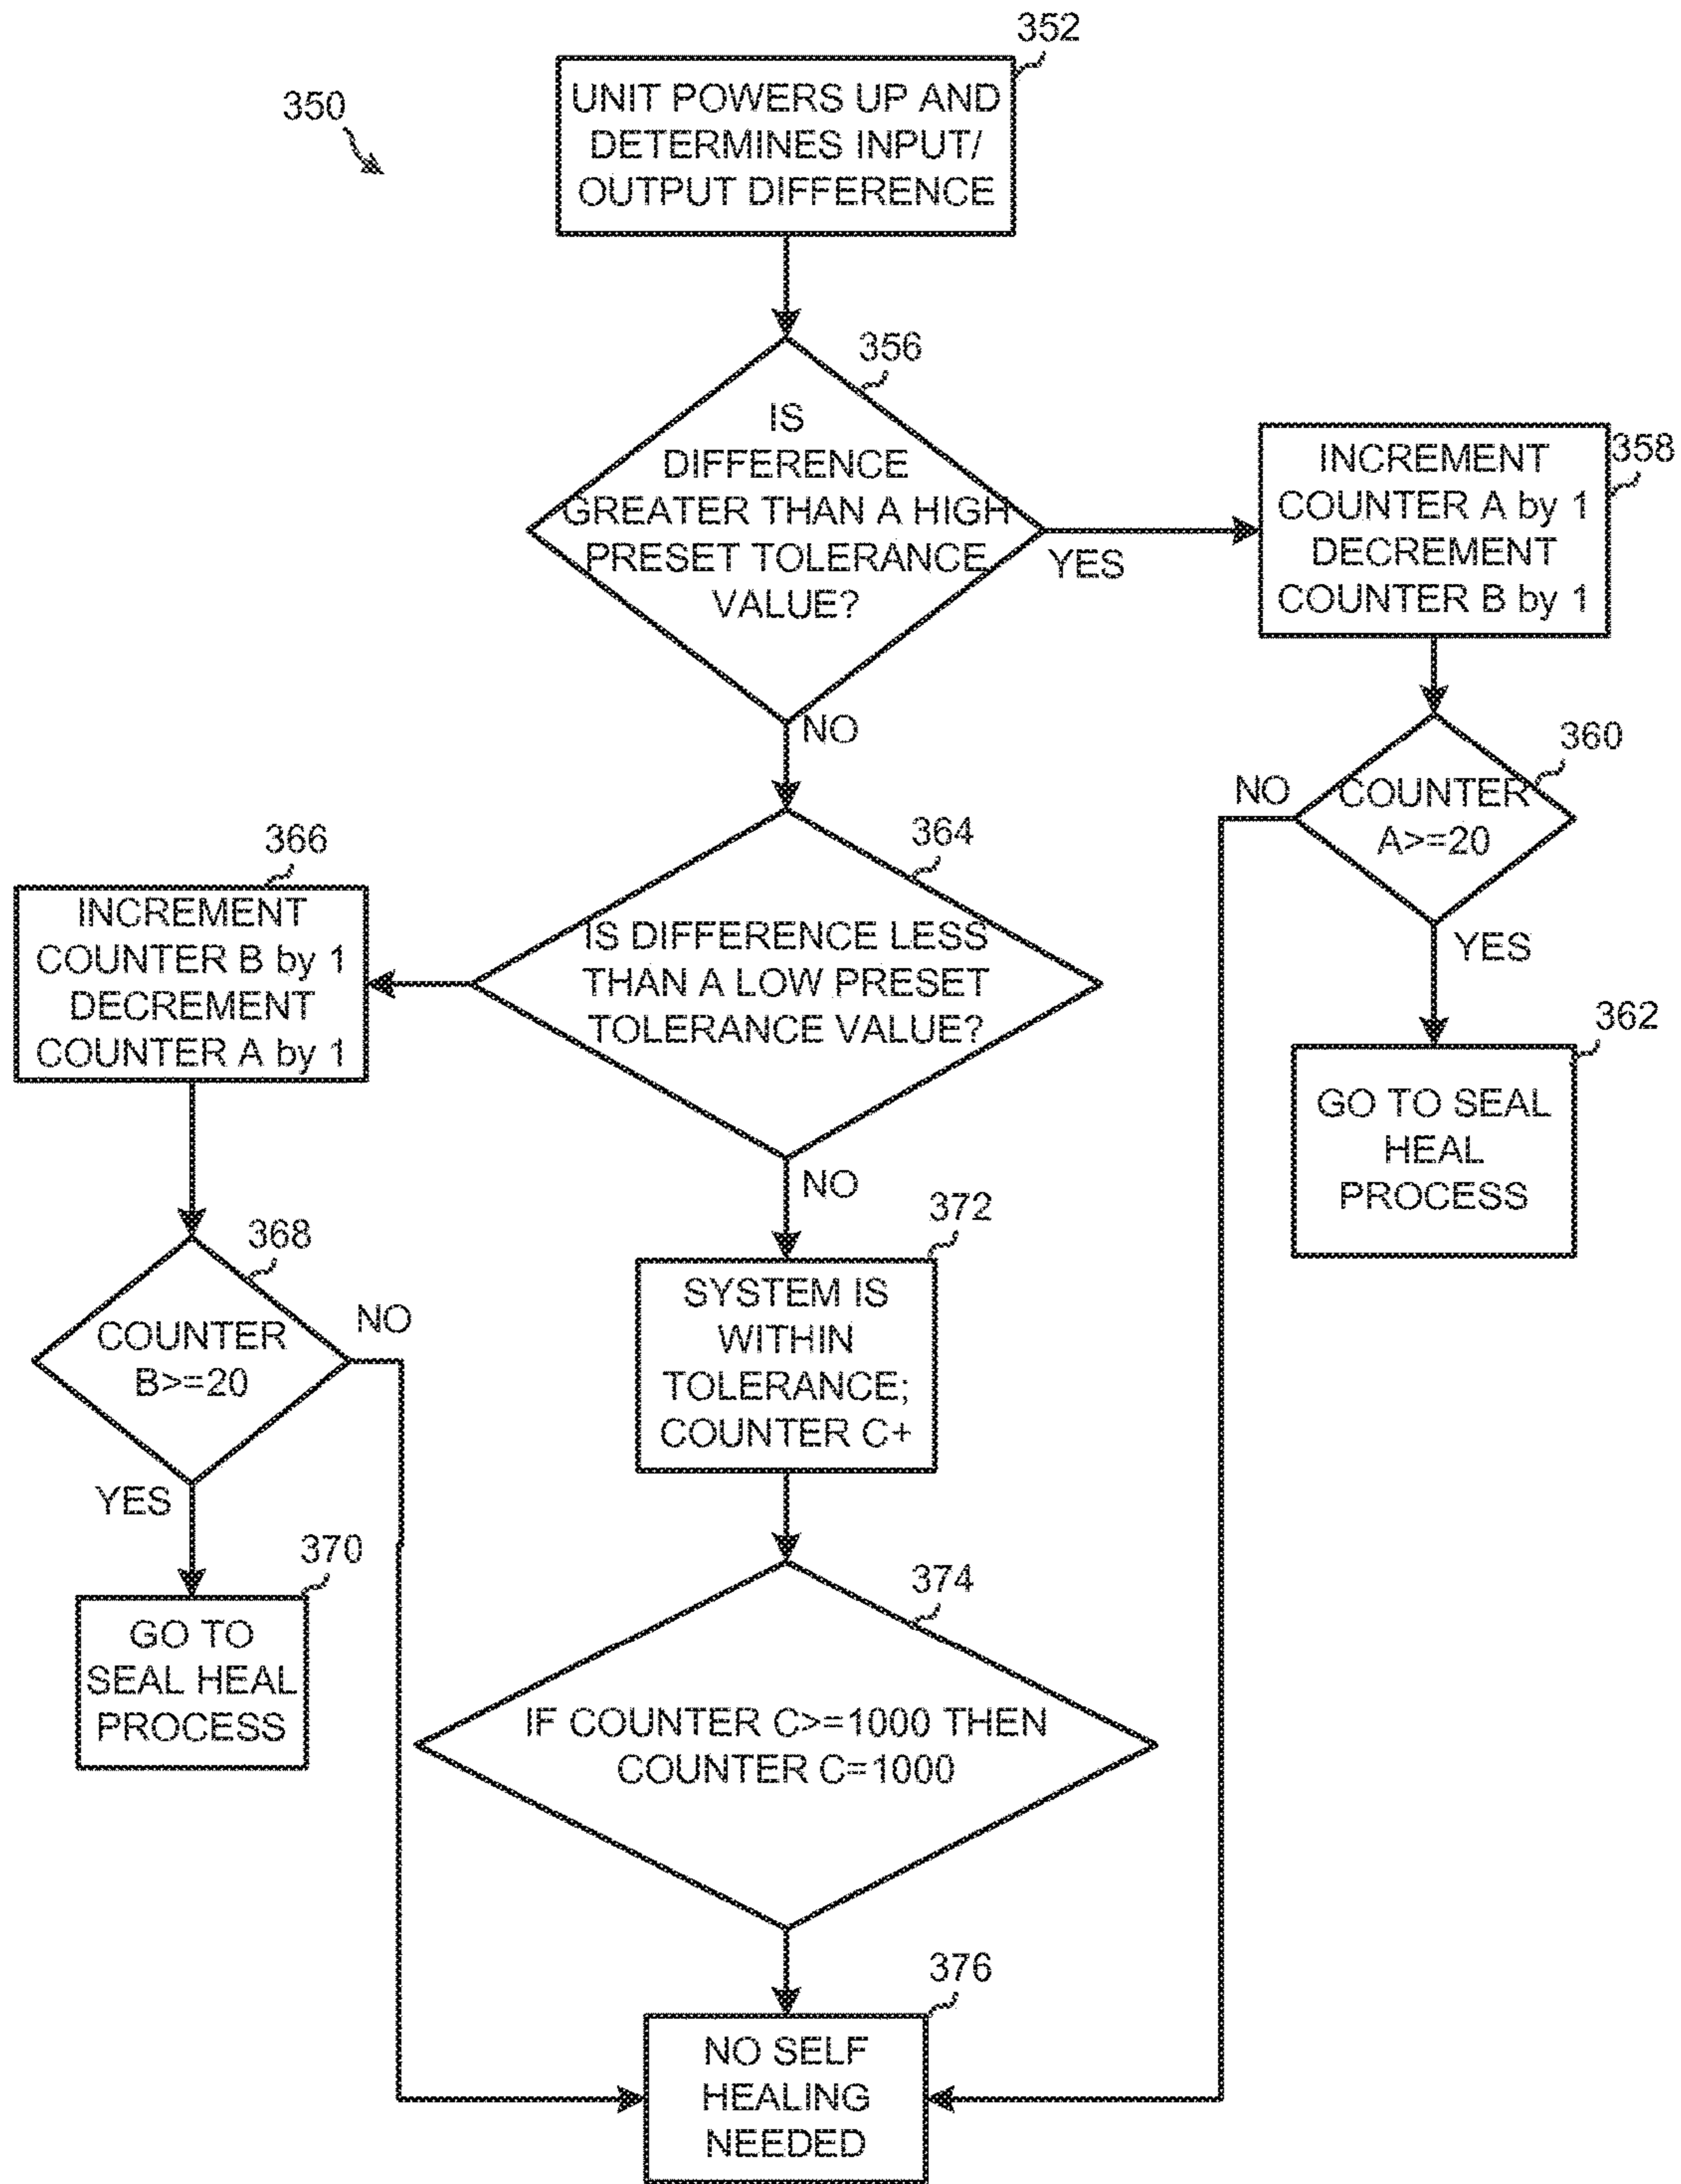 352
350
UNIT POWERS UP AND
DETERMINES INPUT/
OUTPUT DIFFERENCE
356
IS
DIFFERENCE
GREATER THAN A HIGH
PRESET TOLERANCE
VALUE?
YES
NO
358
INCREMENT
COUNTER A by 1
DECREMENT
COUNTER B by 1
360
COUNTER
A>=20
NO
YES
362
GO TO SEAL
HEAL
PROCESS
364
IS DIFFERENCE LESS
THAN A LOW PRESET
TOLERANCE VALUE?
NO
366
INCREMENT
COUNTER B by 1
DECREMENT
COUNTER A by 1
368
COUNTER
B>=20
NO
YES
370
GO TO
SEAL HEAL
PROCESS
372
SYSTEM IS
WITHIN
TOLERANCE;
COUNTER C+
374
IF COUNTER C>=1000 THEN
COUNTER C=1000
376
NO SELF
HEALING
NEEDED